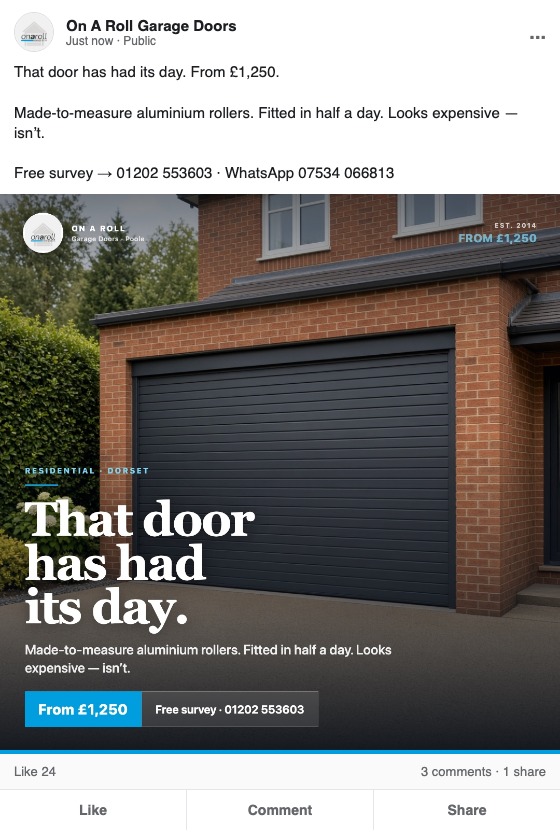 On A Roll Garage Doors
Just now · Public
That door has had its day. From £1,250.
Made-to-measure aluminium rollers. Fitted in half a day. Looks expensive —
isn't.
Free survey → 01202 553603 · WhatsApp 07534 066813
onaroll
ON A ROLL
Garage Doors · Poole
EST. 2014
FROM £1,250
RESIDENTIAL · DORSET
That door
has had
its day.
Made-to-measure aluminium rollers. Fitted in half a day. Looks
expensive — isn't.
From £1,250
Free survey · 01202 553603
Like 24
3 comments · 1 share
Like
Comment
Share